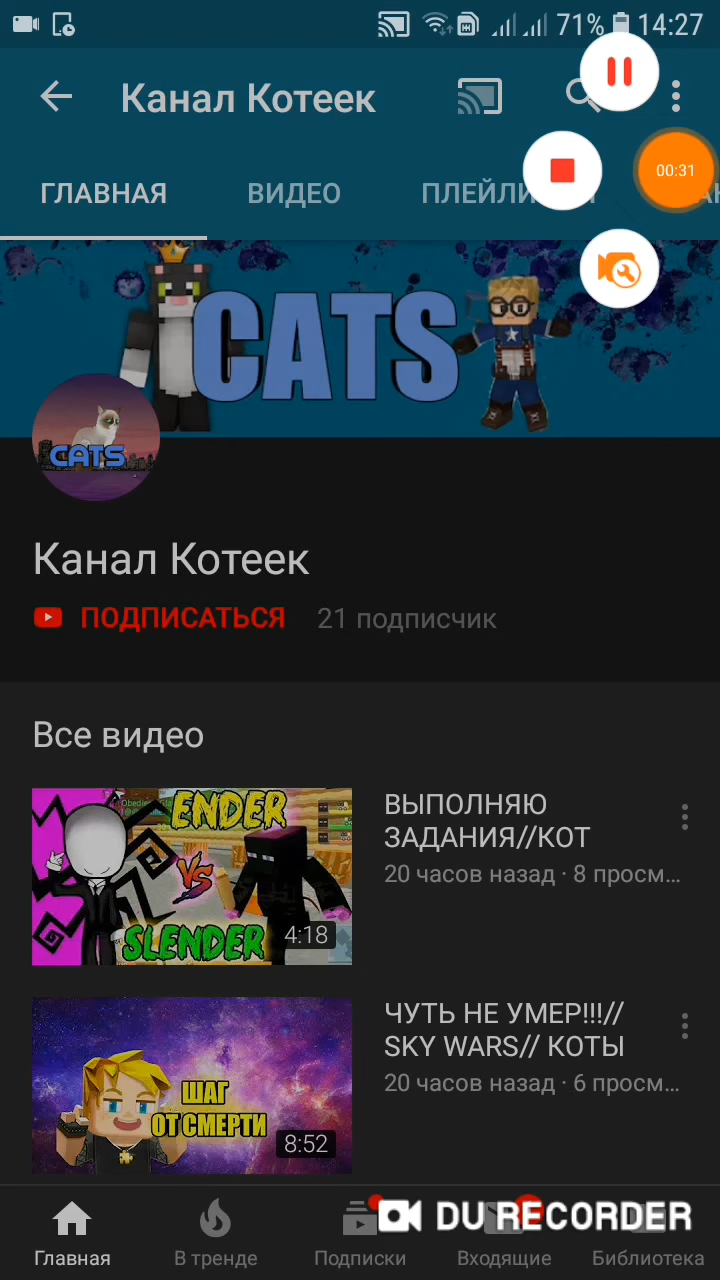 71% 14:27
Канал Котеек
00:31
ГЛАВНАЯ ВИДЕО
CATS
CATS
Канал Котеек
ПОДПИСАТЬСЯ 21 подписчик
Все видео
ENDER
VS
SLENDER
4:18
ВЫПОЛНЯЮ
ЗАДАНИЯ//КОТ
20 часов назад · 8 просм...
ШАГ
ОТ СМЕРТИ
8:52
ЧУТЬ НЕ УМЕР!!!//
SKY WARS// КОТЫ
20 часов назад · 6 просм...
DU RECORDER
Главная В тренде Подписки Входящие Библиотека